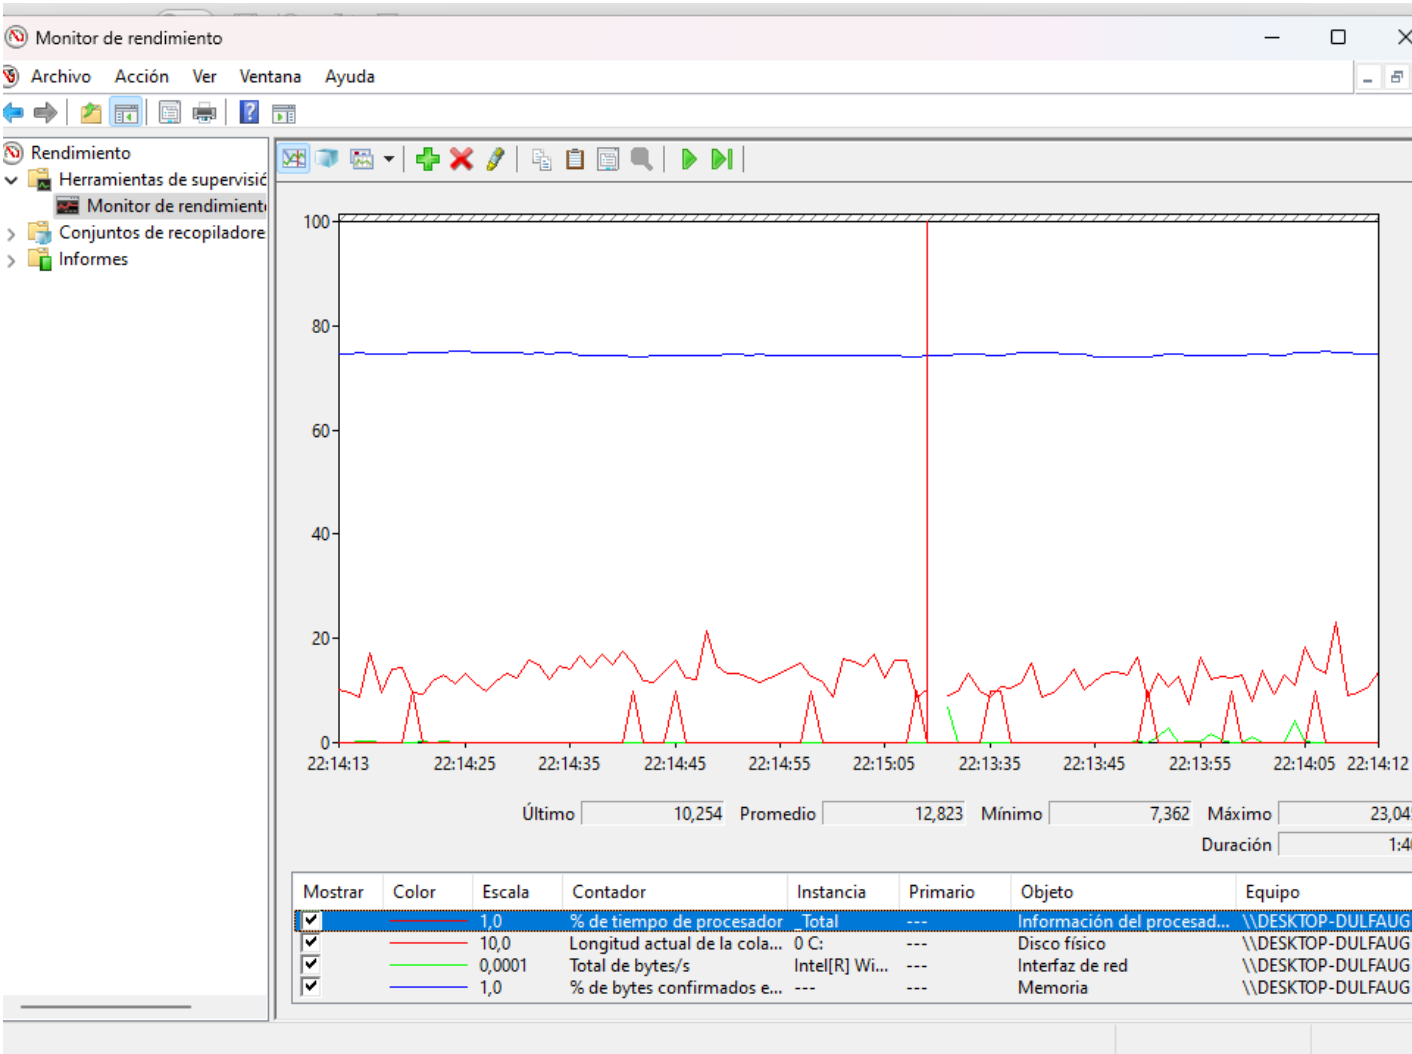 Monitor de rendimiento
Archivo Acción Ver Ventana Ayuda
Rendimiento
Herramientas de supervisić
Monitor de rendimient
Conjuntos de recopiladore
Informes
100
80
60
40
20
0
22:14:13 22:14:25 22:14:35 22:14:45 22:14:55 22:15:05 22:13:35 22:13:45 22:13:55 22:14:05 22:14:12
Último 10,254 Promedio 12,823 Mínimo 7,362 Máximo 23,04
Duración 1:4
Mostrar Color Escala Contador Instancia Primario Objeto Equipo
1,0 % de tiempo de procesador _Total --- Información del procesad... \\DESKTOP-DULFAUG
10,0 Longitud actual de la cola... 0 C: --- Disco físico \\DESKTOP-DULFAUG
0,0001 Total de bytes/s Intel[R] Wi... --- Interfaz de red \\DESKTOP-DULFAUG
1,0 % de bytes confirmados e... --- --- Memoria \\DESKTOP-DULFAUG